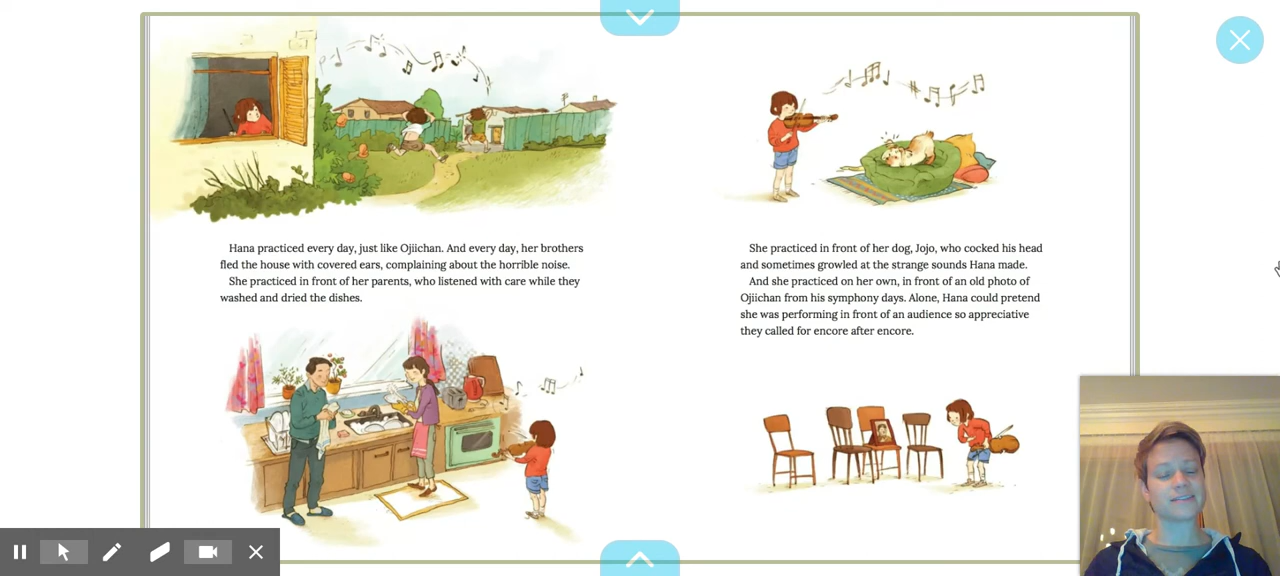 Hana practiced every day, just like Ojiichan. And every day, her brothers
fled the house with covered ears, complaining about the horrible noise.
She practiced in front of her parents, who listened with care while they
washed and dried the dishes.
She practiced in front of her dog, Jojo, who cocked his head
and sometimes growled at the strange sounds Hana made.
And she practiced on her own, in front of an old photo of
Ojiichan from his symphony days. Alone, Hana could pretend
she was performing in front of an audience so appreciative
they called for encore after encore.